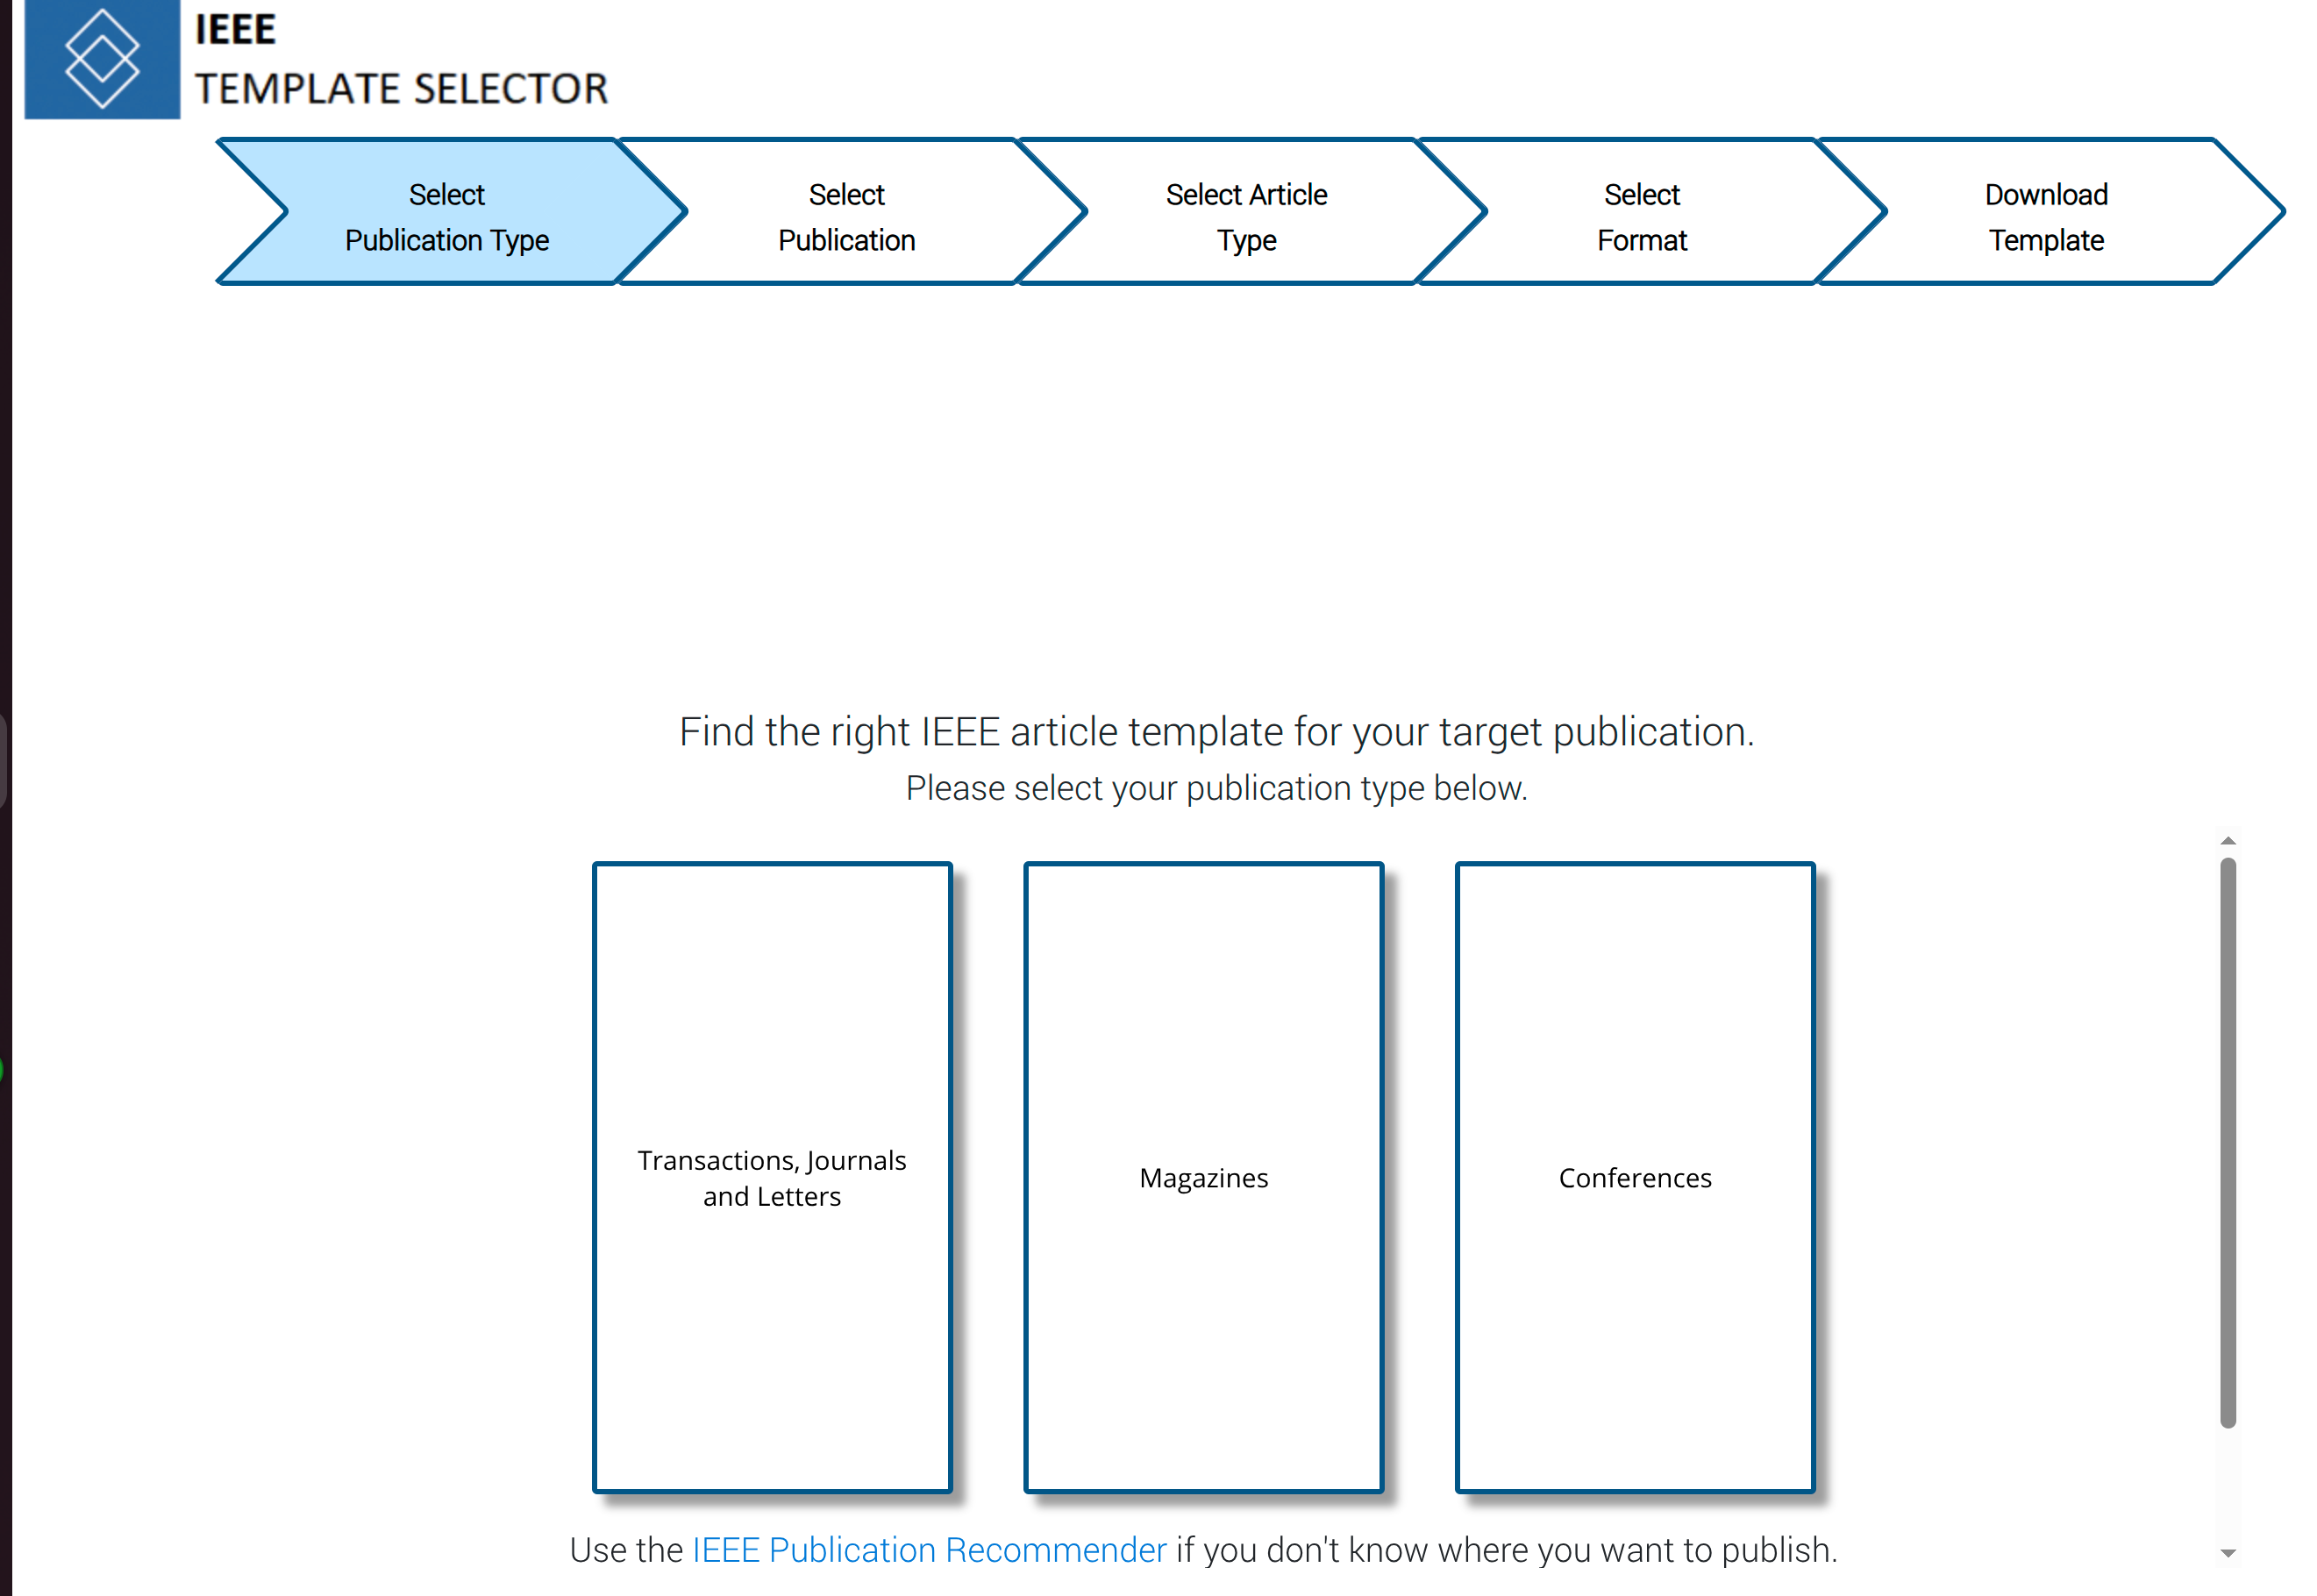 IEEE
TEMPLATE SELECTOR
Select
Publication Type
Select
Publication
Select Article
Type
Select
Format
Download
Template
Find the right IEEE article template for your target publication.
Please select your publication type below.
Transactions, Journals
and Letters
Magazines
Conferences
Use the IEEE Publication Recommender if you don't know where you want to publish.